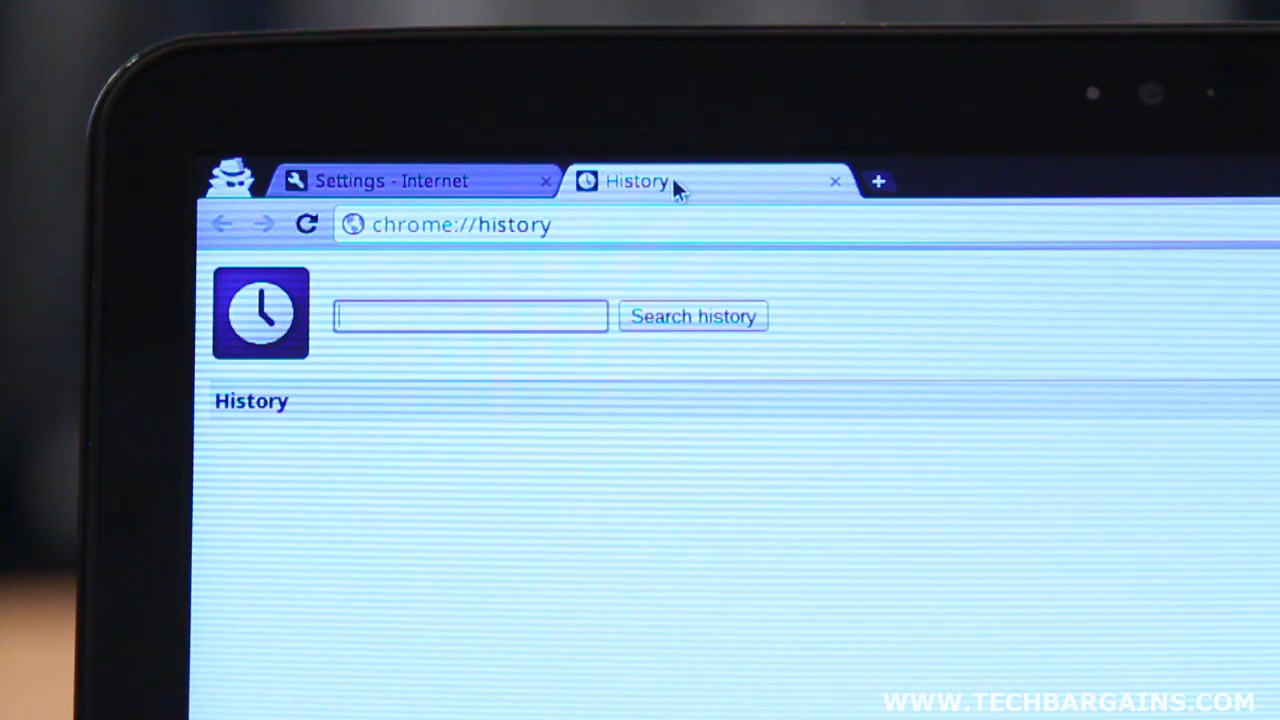 Settings - Internet
History
chrome://history
Search history
History
WWW.TECHBARGAINS.COM